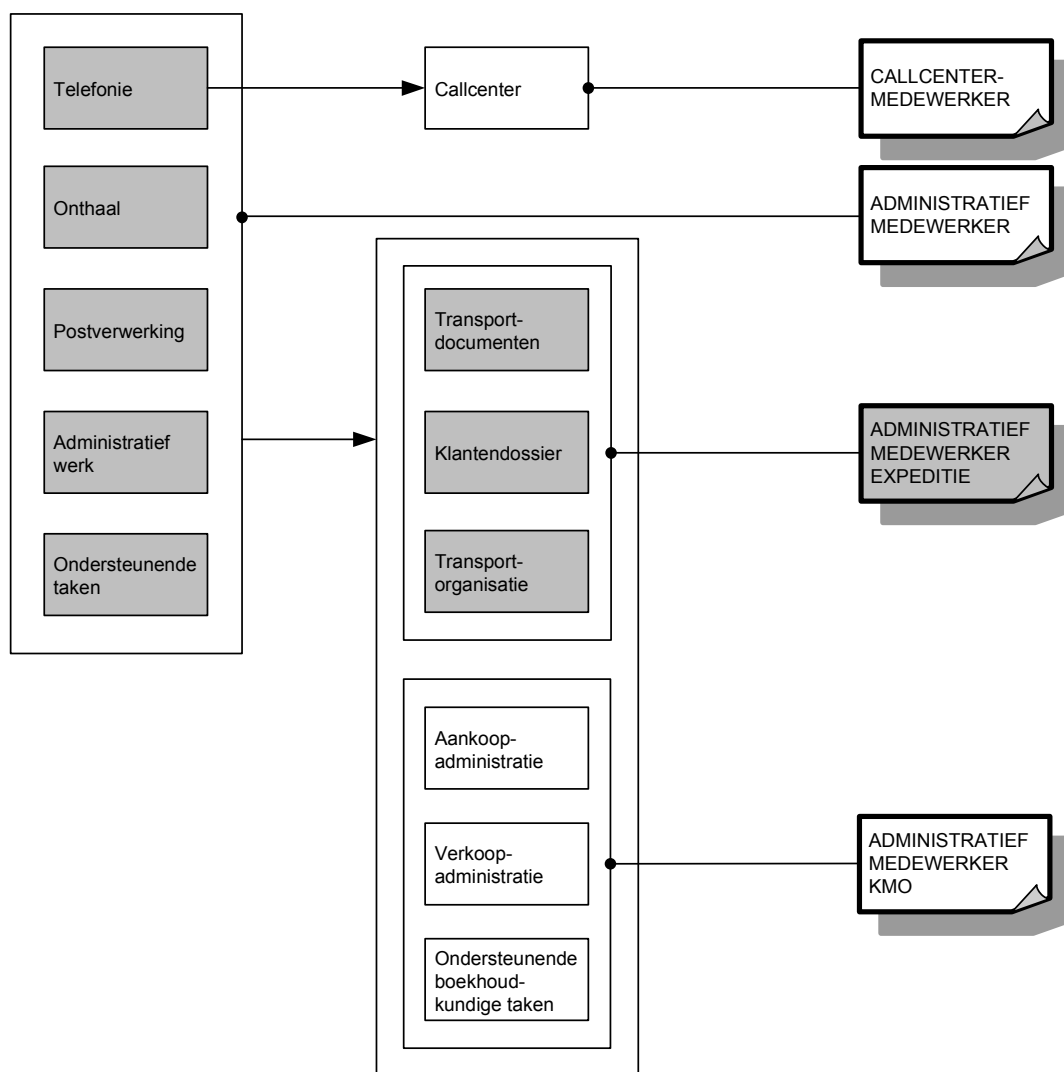 Telefonie
Callcenter
CALLCENTER-
MEDEWERKER
Onthaal
ADMINISTRATIEF
MEDEWERKER
Postverwerking
Transport-
documenten
Administratief
werk
Klantendossier
ADMINISTRATIEF
MEDEWERKER
EXPEDITIE
Ondersteunende
taken
Transport-
organisatie
Aankoop-
administratie
Verkoop-
administratie
ADMINISTRATIEF
MEDEWERKER
KMO
Ondersteunende
boekhoud-
kundige taken